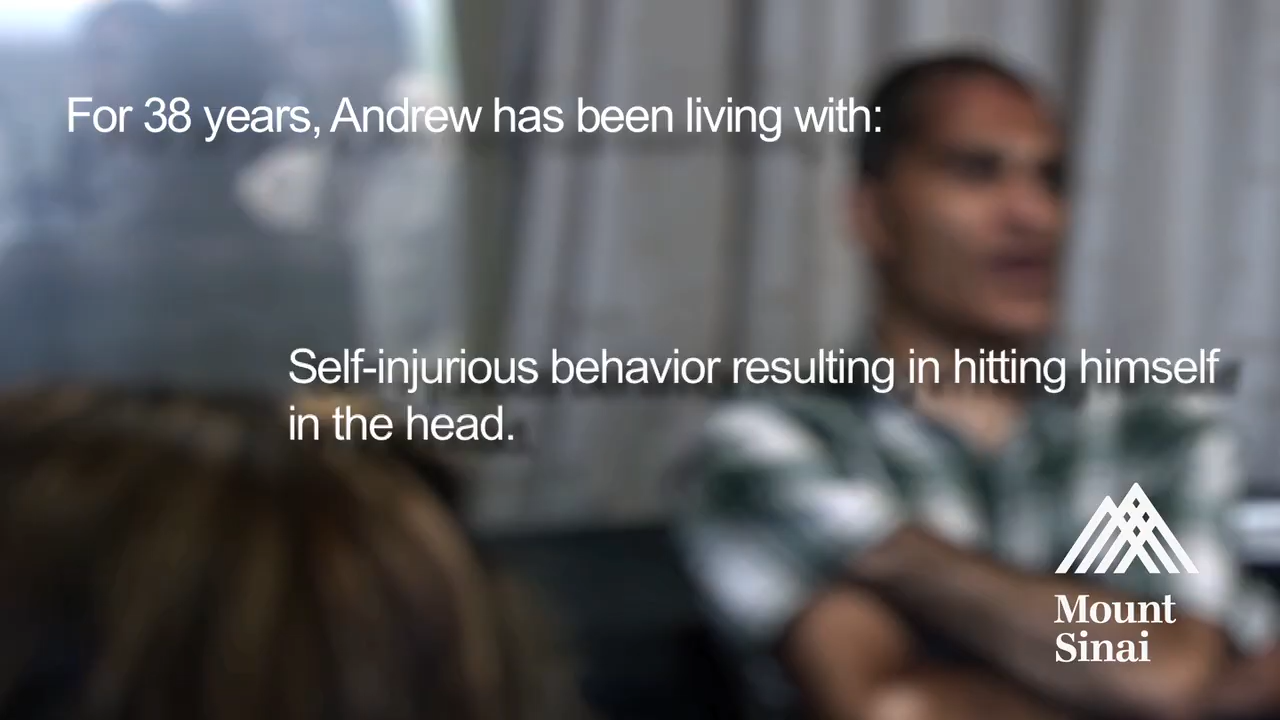 For 38 years, Andrew has been living with:
Self-injurious behavior resulting in hitting himself
in the head.
Mount
Sinai